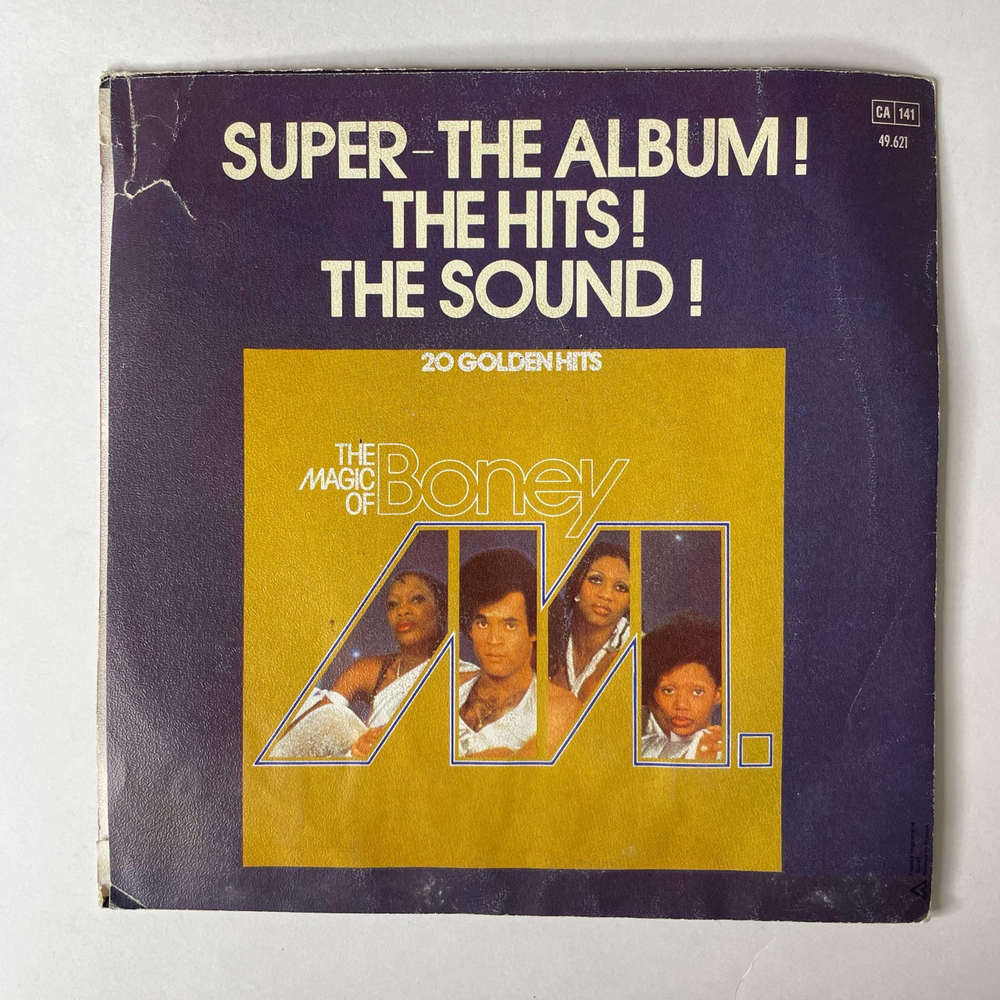 CA 141
49.621
SUPER-THE ALBUM!
THE HITS!
THE SOUND!
20 GOLDEN HITS
THE
MAGIC
OF
Boney
M.